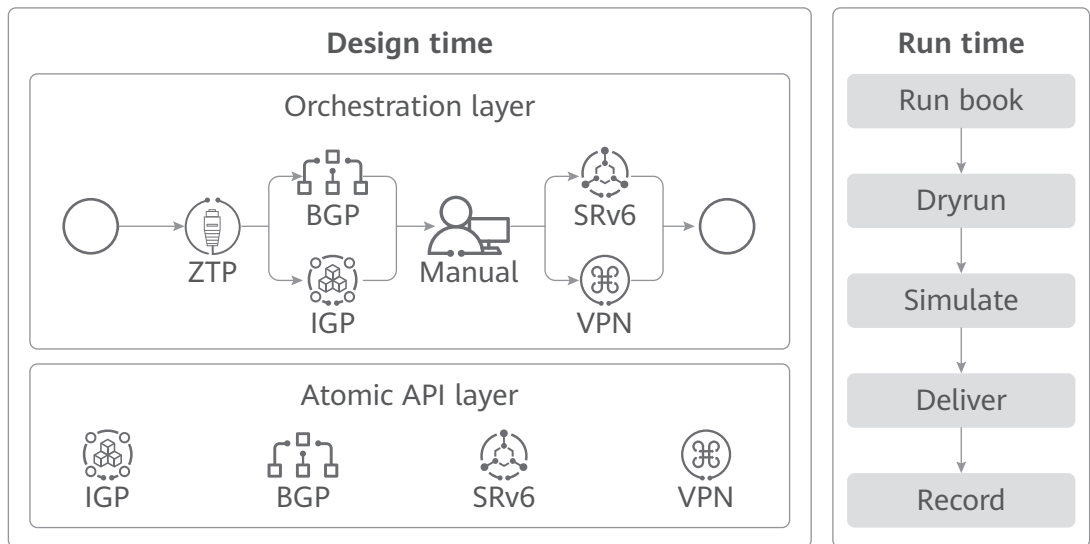 Design time
Orchestration layer
ZTP
BGP
IGP
Manual
SRv6
VPN
Atomic API layer
IGP
BGP
SRv6
VPN
Run time
Run book
Dryrun
Simulate
Deliver
Record